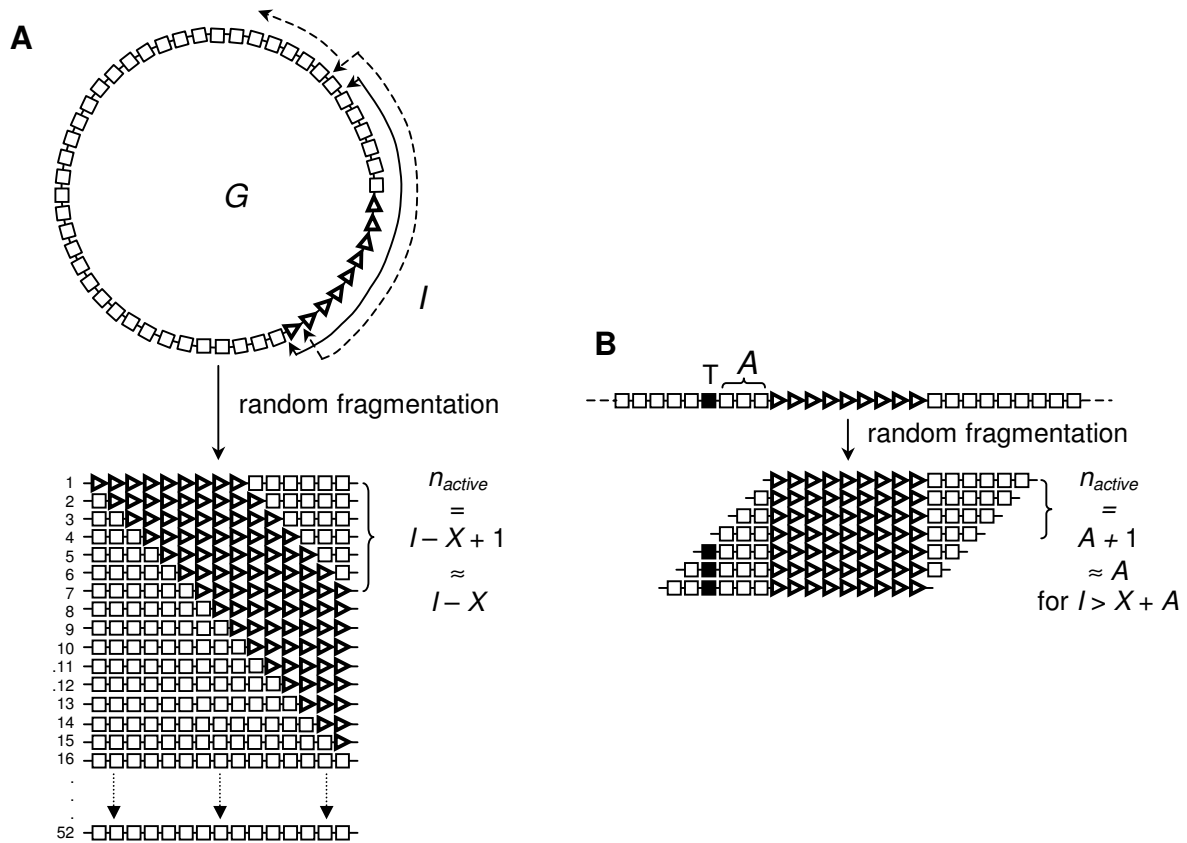 A
G
I
random fragmentation
1
2
3
4
5
6
7
8
9
10
.11
.12
13
14
15
16
.
.
.
52
n_active
=
I – X + 1
≈
I – X
B
T A
random fragmentation
n_active
=
A + 1
≈ A
for I > X + A